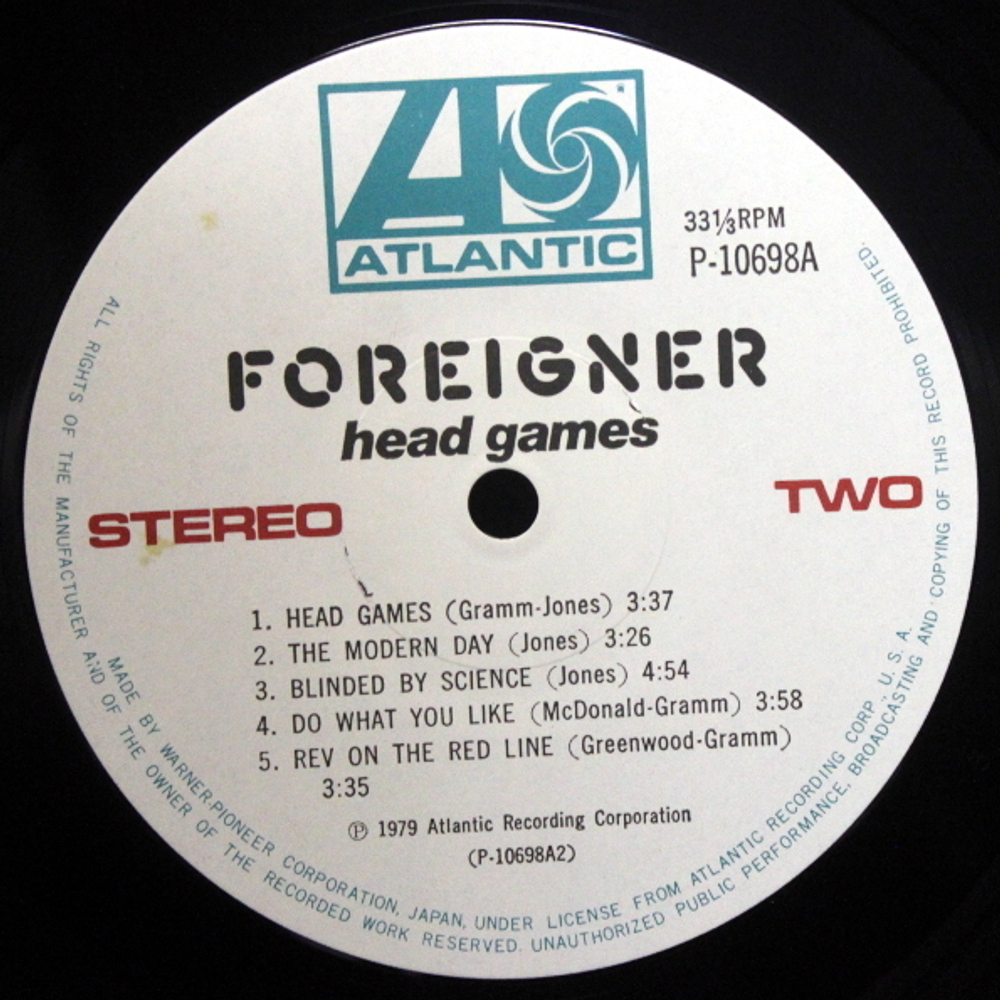 ATLANTIC
33⅓RPM
P-10698A
FOREIGNER
head games
STEREO
TWO
1. HEAD GAMES (Gramm-Jones) 3:37
2. THE MODERN DAY (Jones) 3:26
3. BLINDED BY SCIENCE (Jones) 4:54
4. DO WHAT YOU LIKE (McDonald-Gramm) 3:58
5. REV ON THE RED LINE (Greenwood-Gramm)
3:35
℗ 1979 Atlantic Recording Corporation
(P-10698A2)
MADE BY WARNER-PIONEER CORPORATION, JAPAN, UNDER LICENSE FROM ATLANTIC RECORDING CORP., U. S. A.
ALL RIGHTS OF THE MANUFACTURER AND OF THE OWNER OF THE RECORDED WORK RESERVED. UNAUTHORIZED PUBLIC PERFORMANCE, BROADCASTING AND COPYING OF THIS RECORD PROHIBITED.